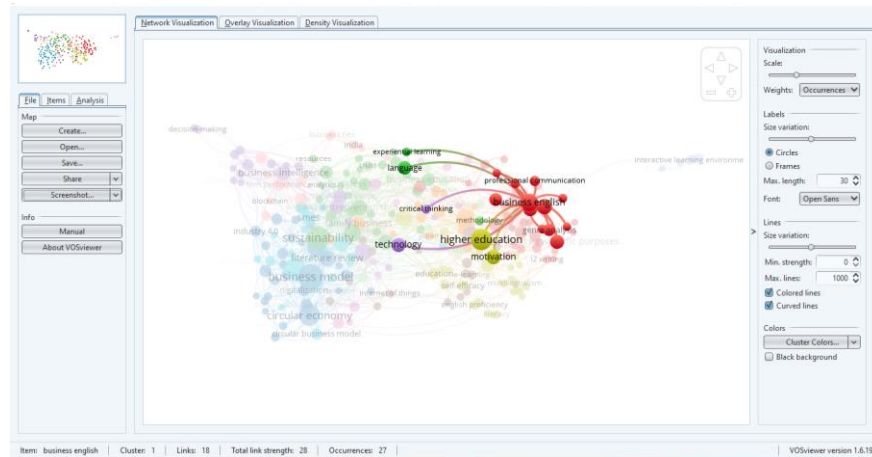 Network Visualization Overlay Visualization Density Visualization
File Items Analysis
Map
Create...
Open...
Save...
Share
Screenshot...
Info
Manual
About VOSviewer
decision making
india
resources
experiential learning
business intelligence
language
blockchain
professional communication
interactive learning environme
business english
critical thinking
smes
methodology
industry 4.0
genre analysis
purposes
sustainability
technology
higher education
literature review
motivation
l2 writing
business model
self-efficacy
internet of things
english proficiency
circular economy
circular business model
Visualization
Scale:
Weights: Occurrences
Labels
Size variation:
Circles
Frames
Max. length: 30
Font: Open Sans
Lines
Size variation:
Min. strength: 0
Max. lines: 1000
Colored lines
Curved lines
Colors
Cluster Colors...
Black background
Item: business english Cluster: 1 Links: 18 Total link strength: 28 Occurrences: 27 VOSviewer version 1.6.19